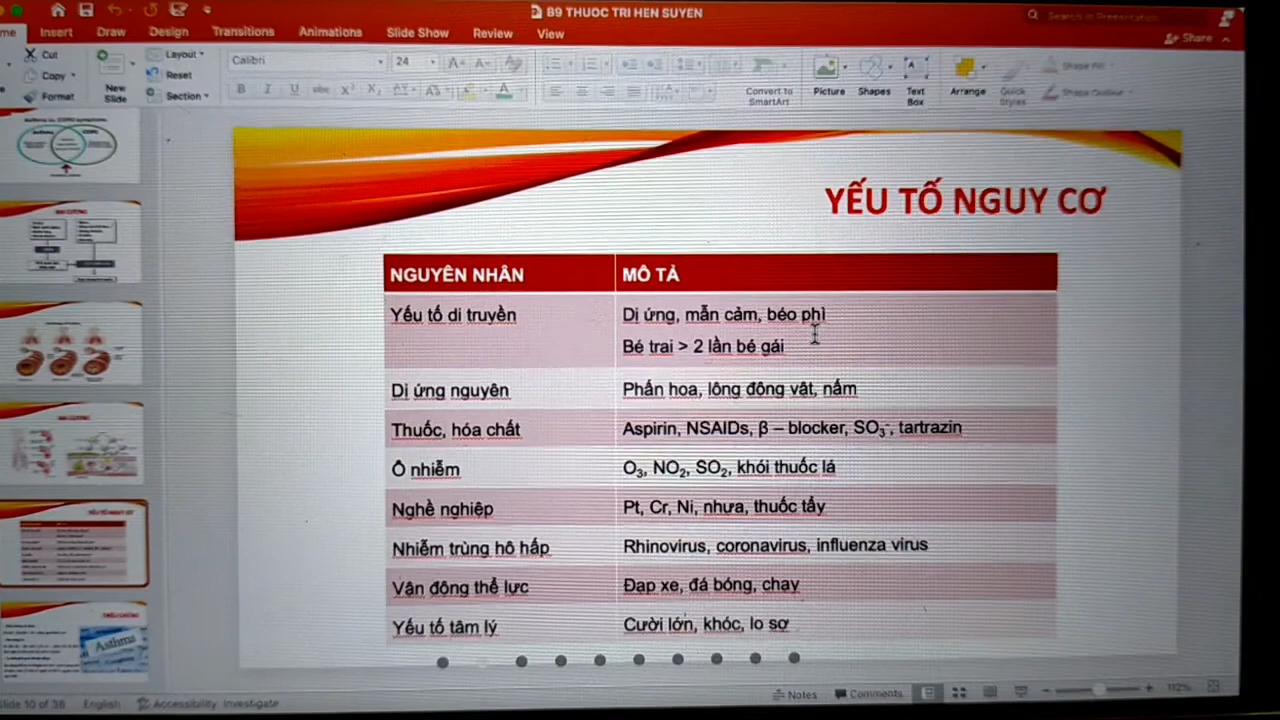 B9 THUOC TRI HEN SUYEN
Search in Presentation
Insert Draw Design Transitions Animations Slide Show Review View
Share
Cut
Copy
Format
New Slide
Layout
Reset
Section
Calibri
24
Convert to SmartArt
Picture
Shapes
Text Box
Arrange
Quick Styles
Shape Fill
Shape Outline
YẾU TỐ NGUY CƠ
NGUYÊN NHÂN MÔ TẢ
Yếu tố di truyền Dị ứng, mẫn cảm, béo phì
Bé trai > 2 lần bé gái
Dị ứng nguyên Phấn hoa, lông động vật, nấm
Thuốc, hóa chất Aspirin, NSAIDs, β – blocker, SO₃⁻, tartrazin
Ô nhiễm O₃, NO₂, SO₂, khói thuốc lá
Nghề nghiệp Pt, Cr, Ni, nhựa, thuốc tẩy
Nhiễm trùng hô hấp Rhinovirus, coronavirus, influenza virus
Vận động thể lực Đạp xe, đá bóng, chạy
Yếu tố tâm lý Cười lớn, khóc, lo sợ
Asthma
Slide 10 of 38 English Accessibility: Investigate
Notes Comments 112%